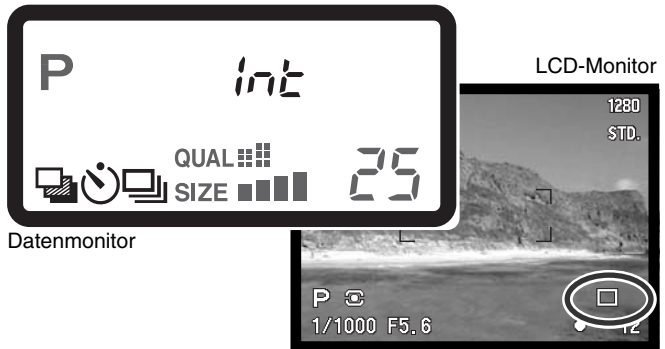 P Int
QUAL
SIZE 25
Datenmonitor
LCD-Monitor
1280
STD.
P
1/1000 F5.6 12